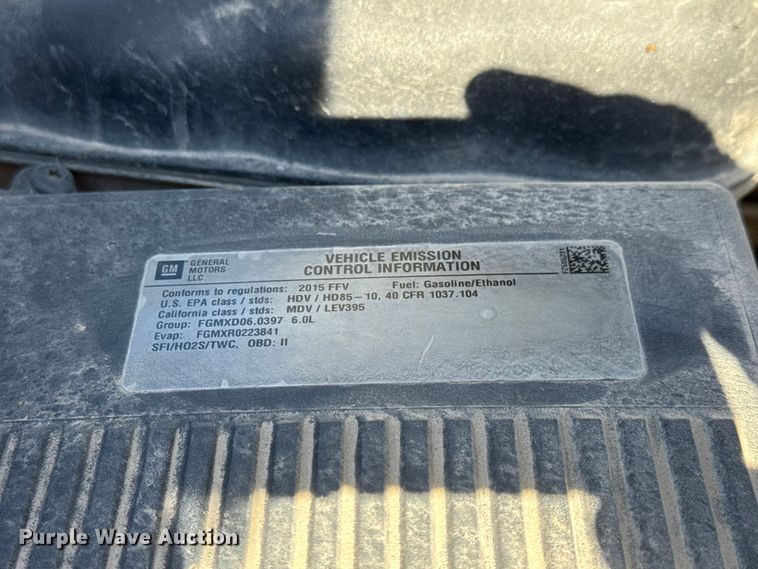 GM
GENERAL
MOTORS
LLC
VEHICLE EMISSION
CONTROL INFORMATION
Conforms to regulations: 2015 FFV Fuel: Gasoline/Ethanol
U.S. EPA class / stds: HDV / HD85-10, 40 CFR 1037.104
California class / stds: MDV / LEV395
Group: FGMXD06.0397 6.0L
Evap: FGMXR0223841
SFI/HO2S/TWC, OBD: II
Purple Wave Auction